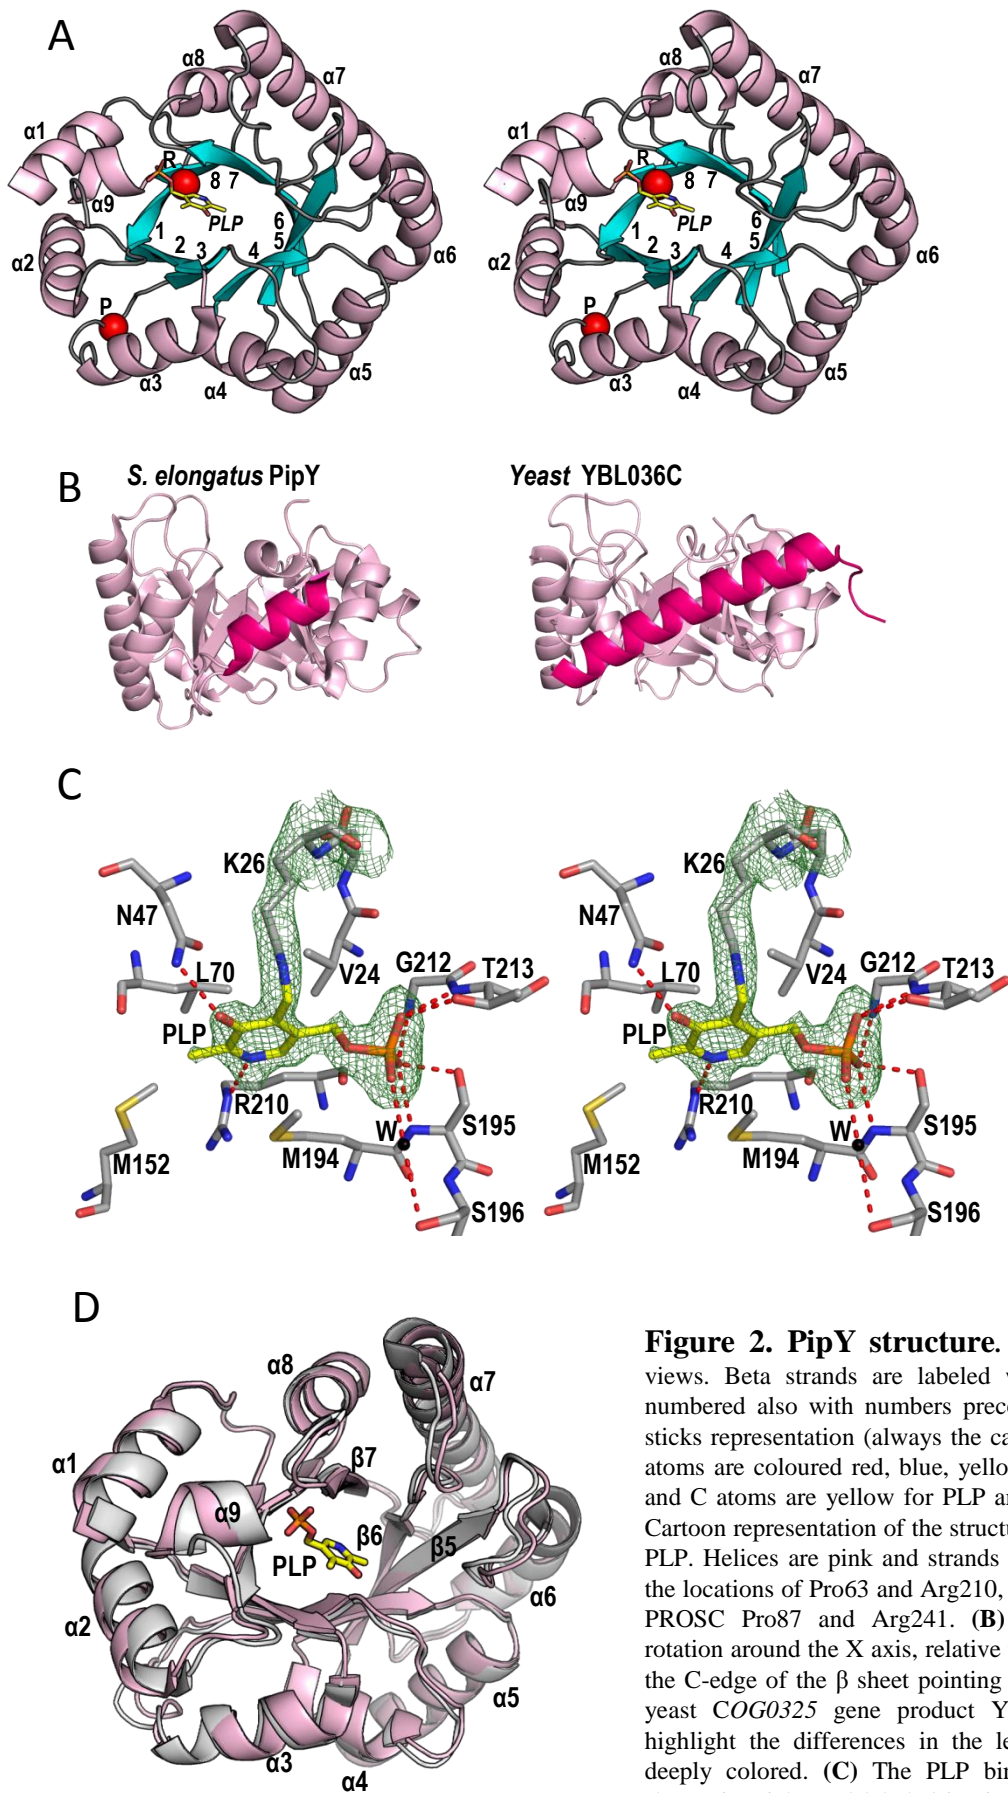 A
α8
α7
α1
R
8
7
α9
PLP
6
1
5
2
3
4
α2
α6
P
α3
α4
α5
α8
α7
α1
R
8
7
α9
PLP
6
1
5
2
3
4
α2
α6
P
α3
α4
α5
B
S. elongatus PipY
Yeast YBL036C
C
K26
N47
L70
V24
G212
T213
PLP
R210
W
S195
M152
M194
S196
K26
N47
L70
V24
G212
T213
PLP
R210
W
S195
M152
M194
S196
D
α8
α7
α1
β7
α9
β6
β5
PLP
α6
α2
α5
α3
α4
Figure 2. PipY structure.
views. Beta strands are labeled
numbered also with numbers
sticks representation (always the
atoms are coloured red, blue,
and C atoms are yellow for PLP
Cartoon representation of the
PLP. Helices are pink and strands
the locations of Pro63 and Arg210,
PROSC Pro87 and Arg241. (B)
rotation around the X axis, relative
the C-edge of the β sheet pointing
yeast COG0325 gene product
highlight the differences in the
deeply colored. (C) The PLP